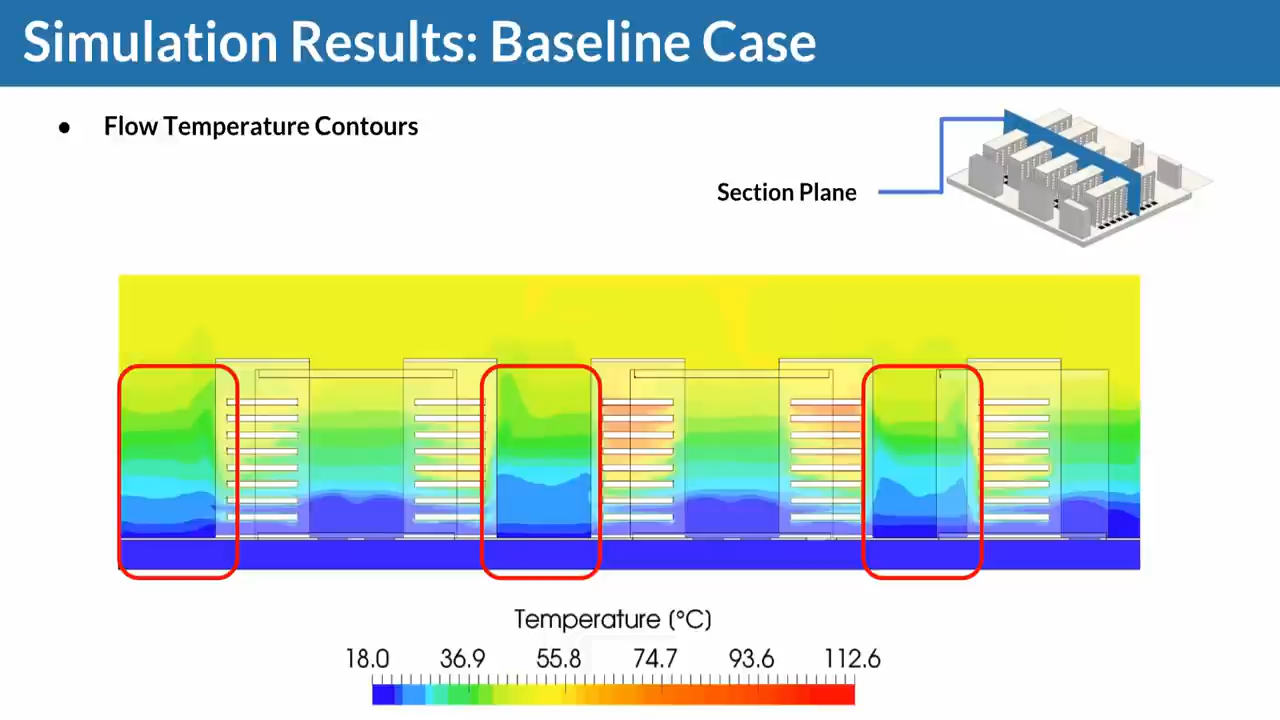 Simulation Results: Baseline Case
● Flow Temperature Contours
Section Plane
Temperature (°C)
18.0 36.9 55.8 74.7 93.6 112.6